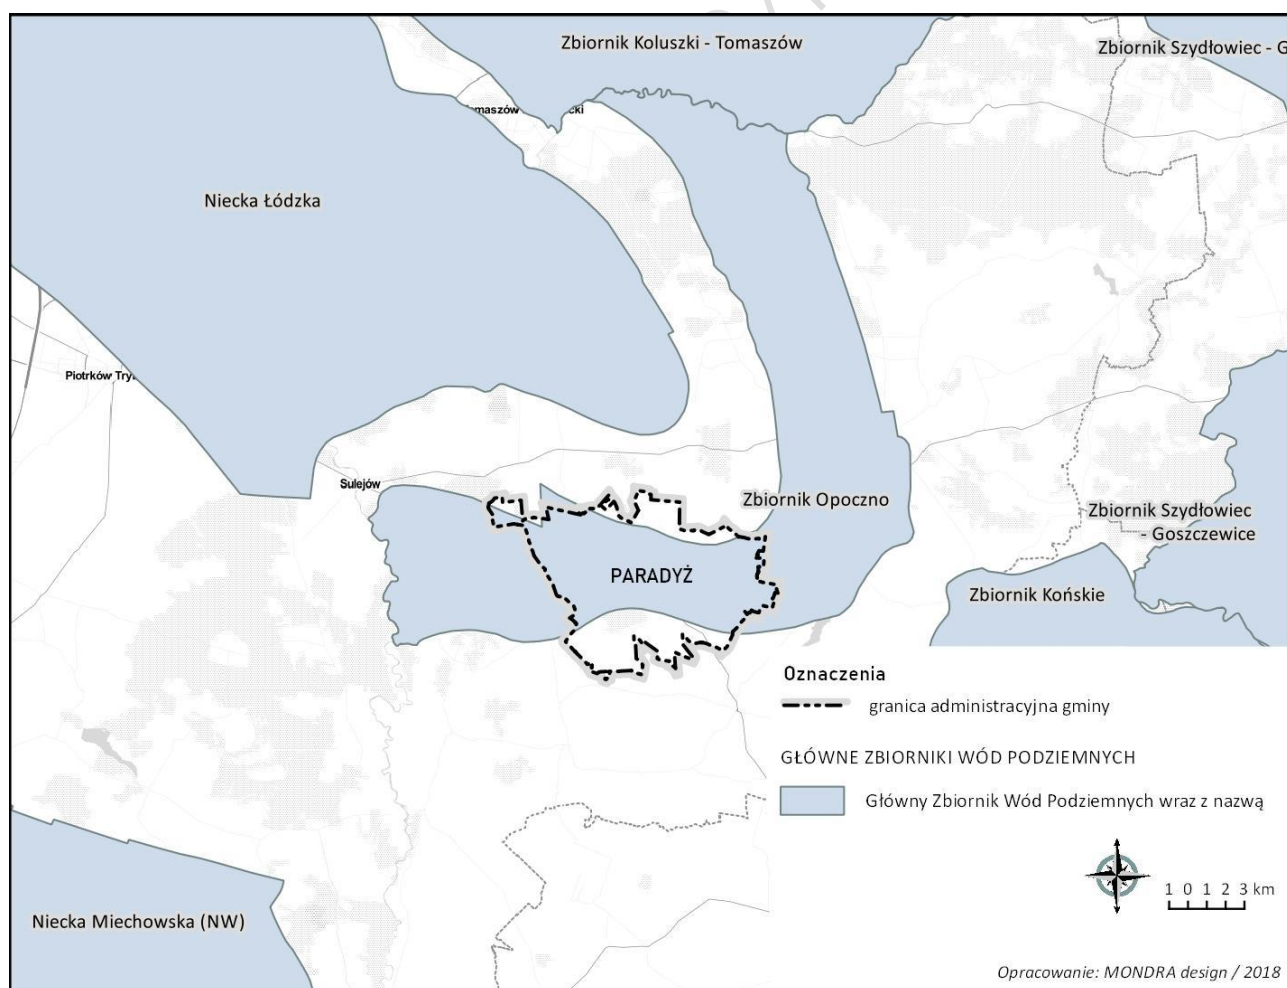 Zbiornik Koluszki - Tomaszów
Zbiornik Szydłowiec - G
Niecka Łódzka
Sulejów
Zbiornik Opoczno
Zbiornik Szydłowiec
- Goszczewice
PARADYŻ
Zbiornik Końskie
Oznaczenia
granica administracyjna gminy
GŁÓWNE ZBIORNIKI WÓD PODZIEMNYCH
Główny Zbiornik Wód Podziemnych wraz z nazwą
Niecka Miechowska (NW)
1 0 1 2 3 km
Opracowanie: MONDRA design / 2018
Piotrków